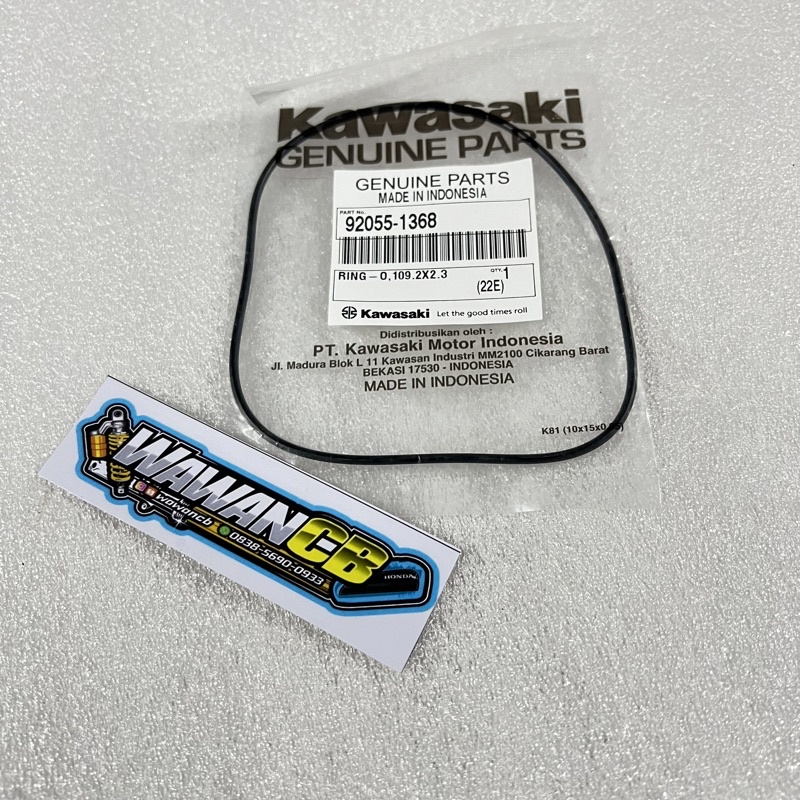 Kawasaki
GENUINE PARTS
GENUINE PARTS
MADE IN INDONESIA
PART No.
92055-1368
RING-O,109.2X2.3
QTY. 1
(22E)
Kawasaki Let the good times roll
Didistribusikan oleh :
PT. Kawasaki Motor Indonesia
Jl. Madura Blok L 11 Kawasan Industri MM2100 Cikarang Barat
BEKASI 17530 - INDONESIA
MADE IN INDONESIA
K81 (10x15x0,
WAWANCB
wawancb
0838-5690-0933
HONDA